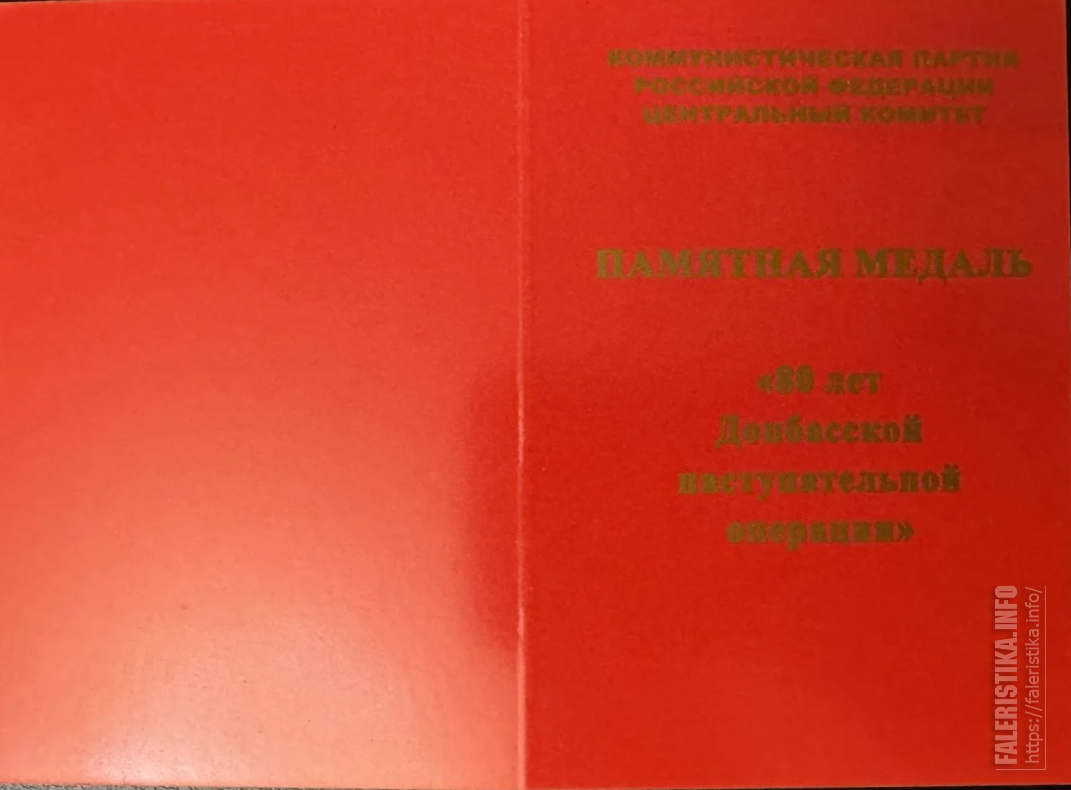 КОММУНИСТИЧЕСКАЯ ПАРТИЯ
РОССИЙСКОЙ ФЕДЕРАЦИИ
ЦЕНТРАЛЬНЫЙ КОМИТЕТ
ПАМЯТНАЯ МЕДАЛЬ
«80 лет
Донбасской
наступательной
операции»
FALERISTIKA.INFO
https://faleristika.info/